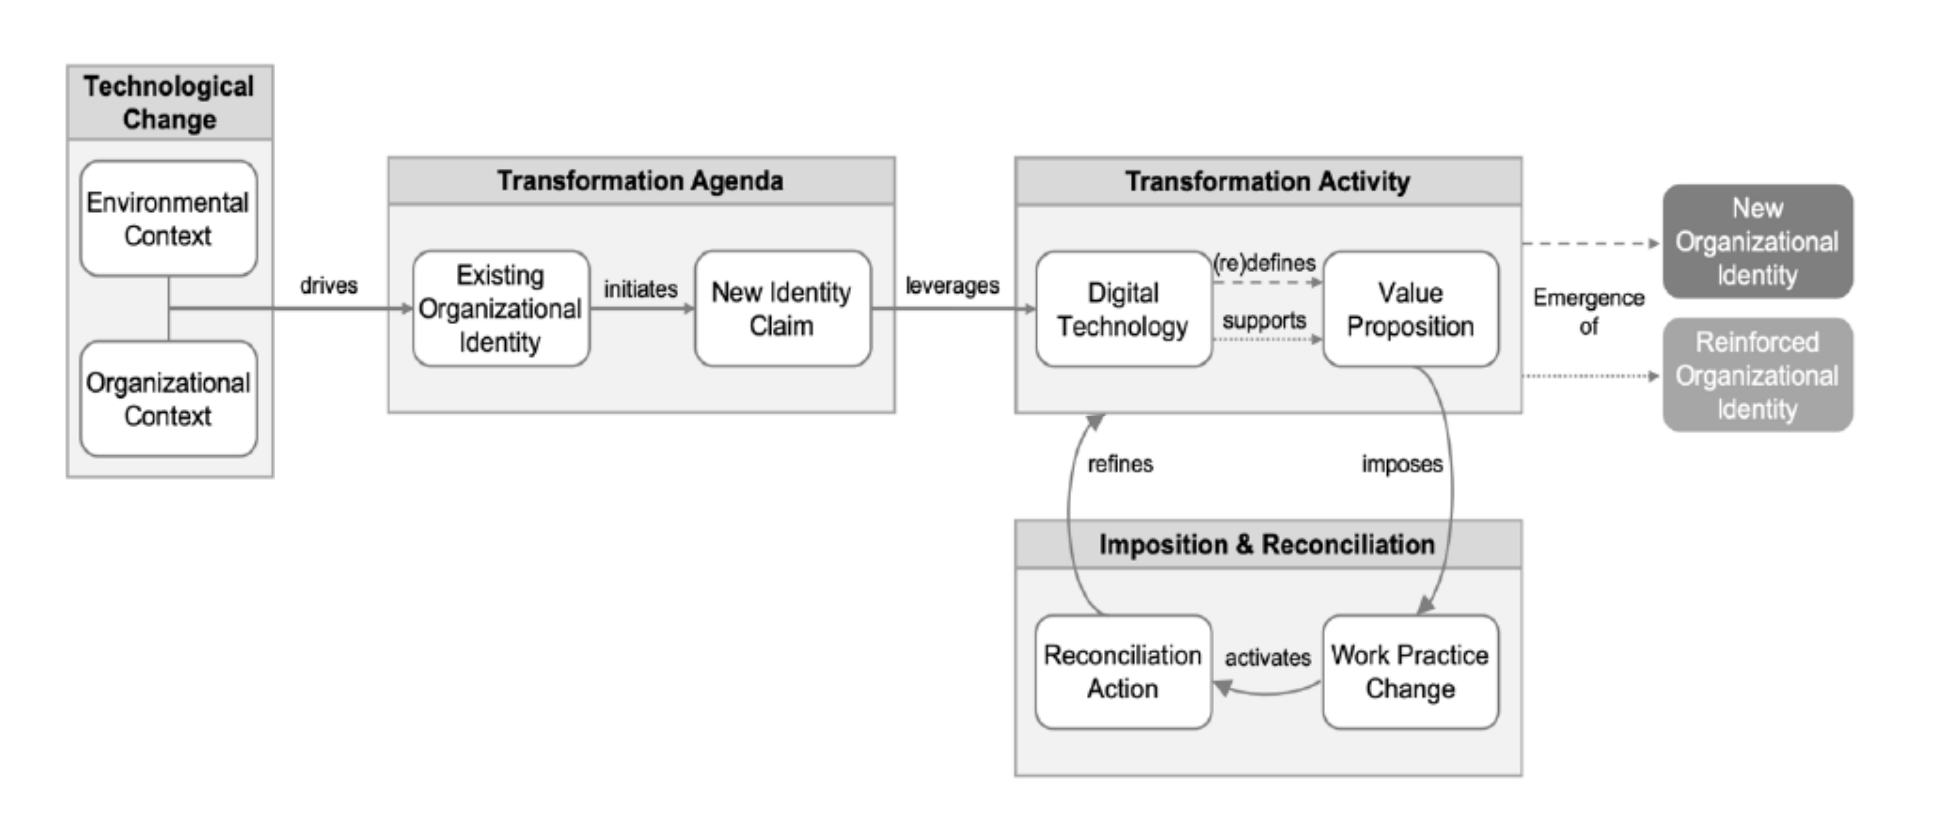 Technological
Change
Environmental
Context
Organizational
Context
drives
Transformation Agenda
Existing
Organizational
Identity
initiates
New Identity
Claim
leverages
Transformation Activity
Digital
Technology
(re)defines
supports
Value
Proposition
Emergence
of
New
Organizational
Identity
Reinforced
Organizational
Identity
refines
imposes
Imposition & Reconciliation
Reconciliation
Action
activates
Work Practice
Change